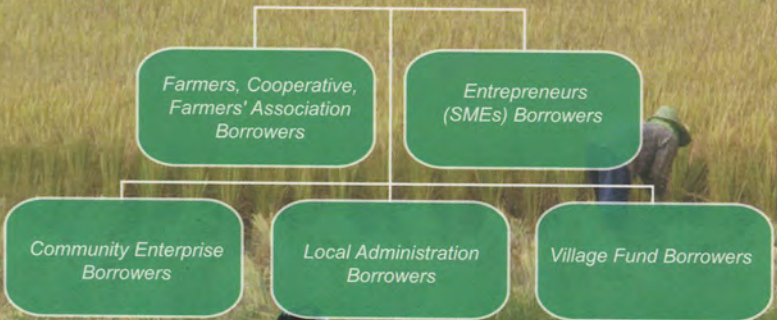 Farmers, Cooperative,
Farmers' Association
Borrowers
Entrepreneurs
(SMEs) Borrowers
Community Enterprise
Borrowers
Local Administration
Borrowers
Village Fund Borrowers